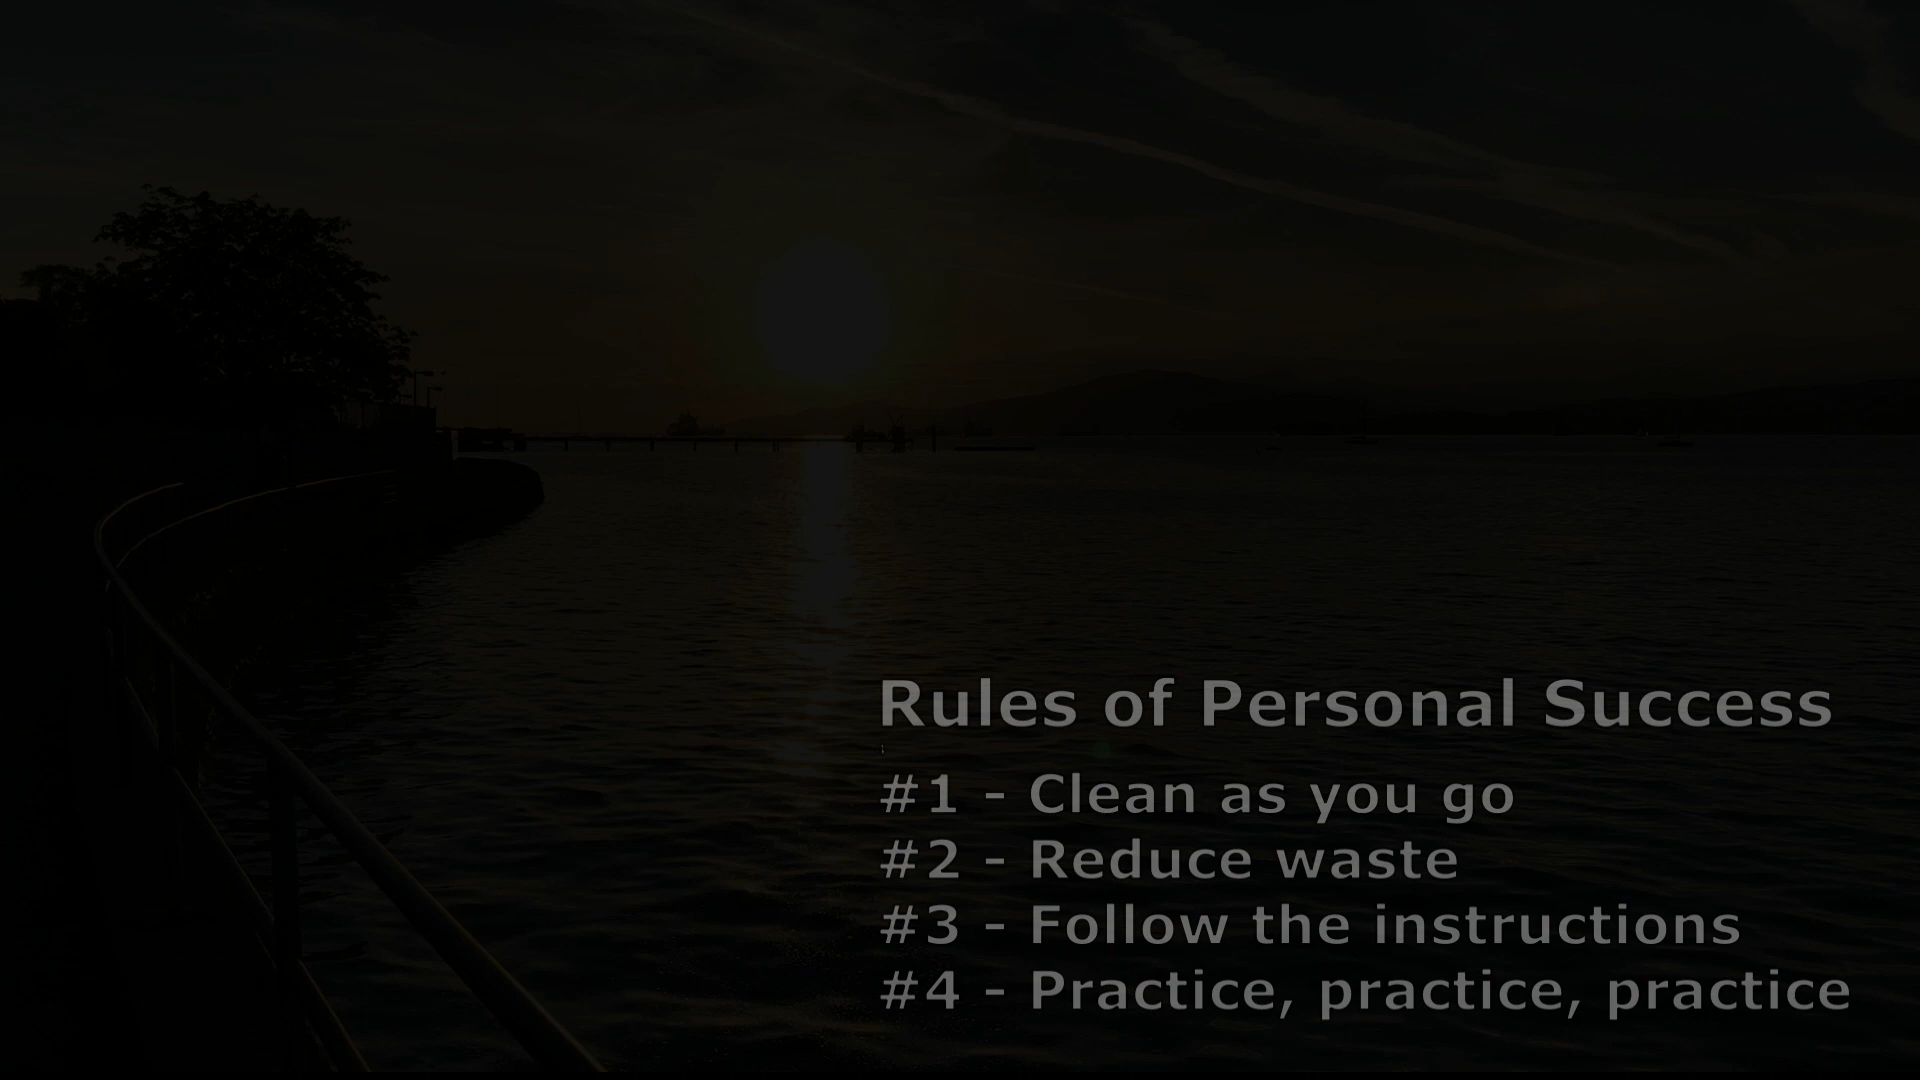 Rules of Personal Success
#1 - Clean as you go
#2 - Reduce waste
#3 - Follow the instructions
#4 - Practice, practice, practice